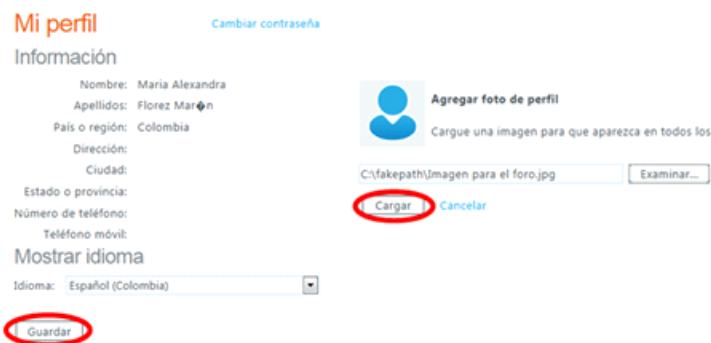 Mi perfil
Cambiar contraseña
Información
Nombre: Maria Alexandra
Apellidos: Florez Mar�n
País o región: Colombia
Dirección:
Ciudad:
Estado o provincia:
Número de teléfono:
Teléfono móvil:
Mostrar idioma
Idioma: Español (Colombia)
Guardar
Agregar foto de perfil
Cargue una imagen para que aparezca en todos los
C:\fakepath\Imagen para el foro.jpg
Examinar...
Cargar
Cancelar